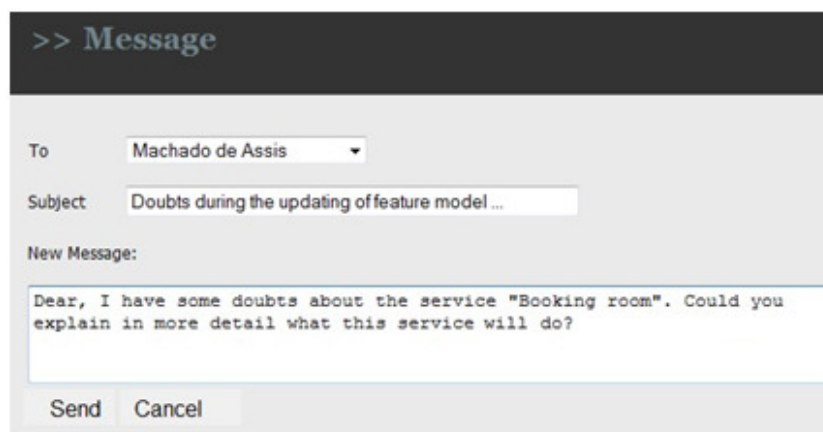 >> Message
To Machado de Assis
Subject Doubts during the updating of feature model ...
New Message:
Dear, I have some doubts about the service "Booking room". Could you
explain in more detail what this service will do?
Send Cancel